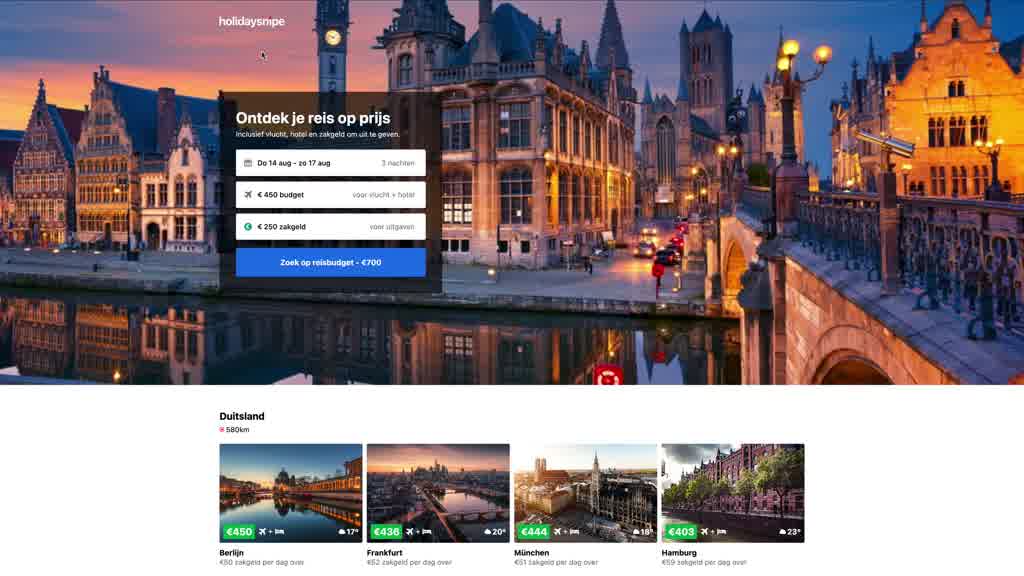 holidaysnipe
Ontdek je reis op prijs
Inclusief vlucht, hotel en zakgeld om uit te geven.
Do 14 aug - zo 17 aug 3 nachten
€ 450 budget voor vlucht + hotel
€ 250 zakgeld voor uitgaven
Zoek op reisbudget - €700
Duitsland
580km
€450 + 17°
€436 + 20°
€444 + 18°
€403 + 23°
Berlijn
€50 zakgeld per dag over
Frankfurt
€52 zakgeld per dag over
München
€51 zakgeld per dag over
Hamburg
€59 zakgeld per dag over